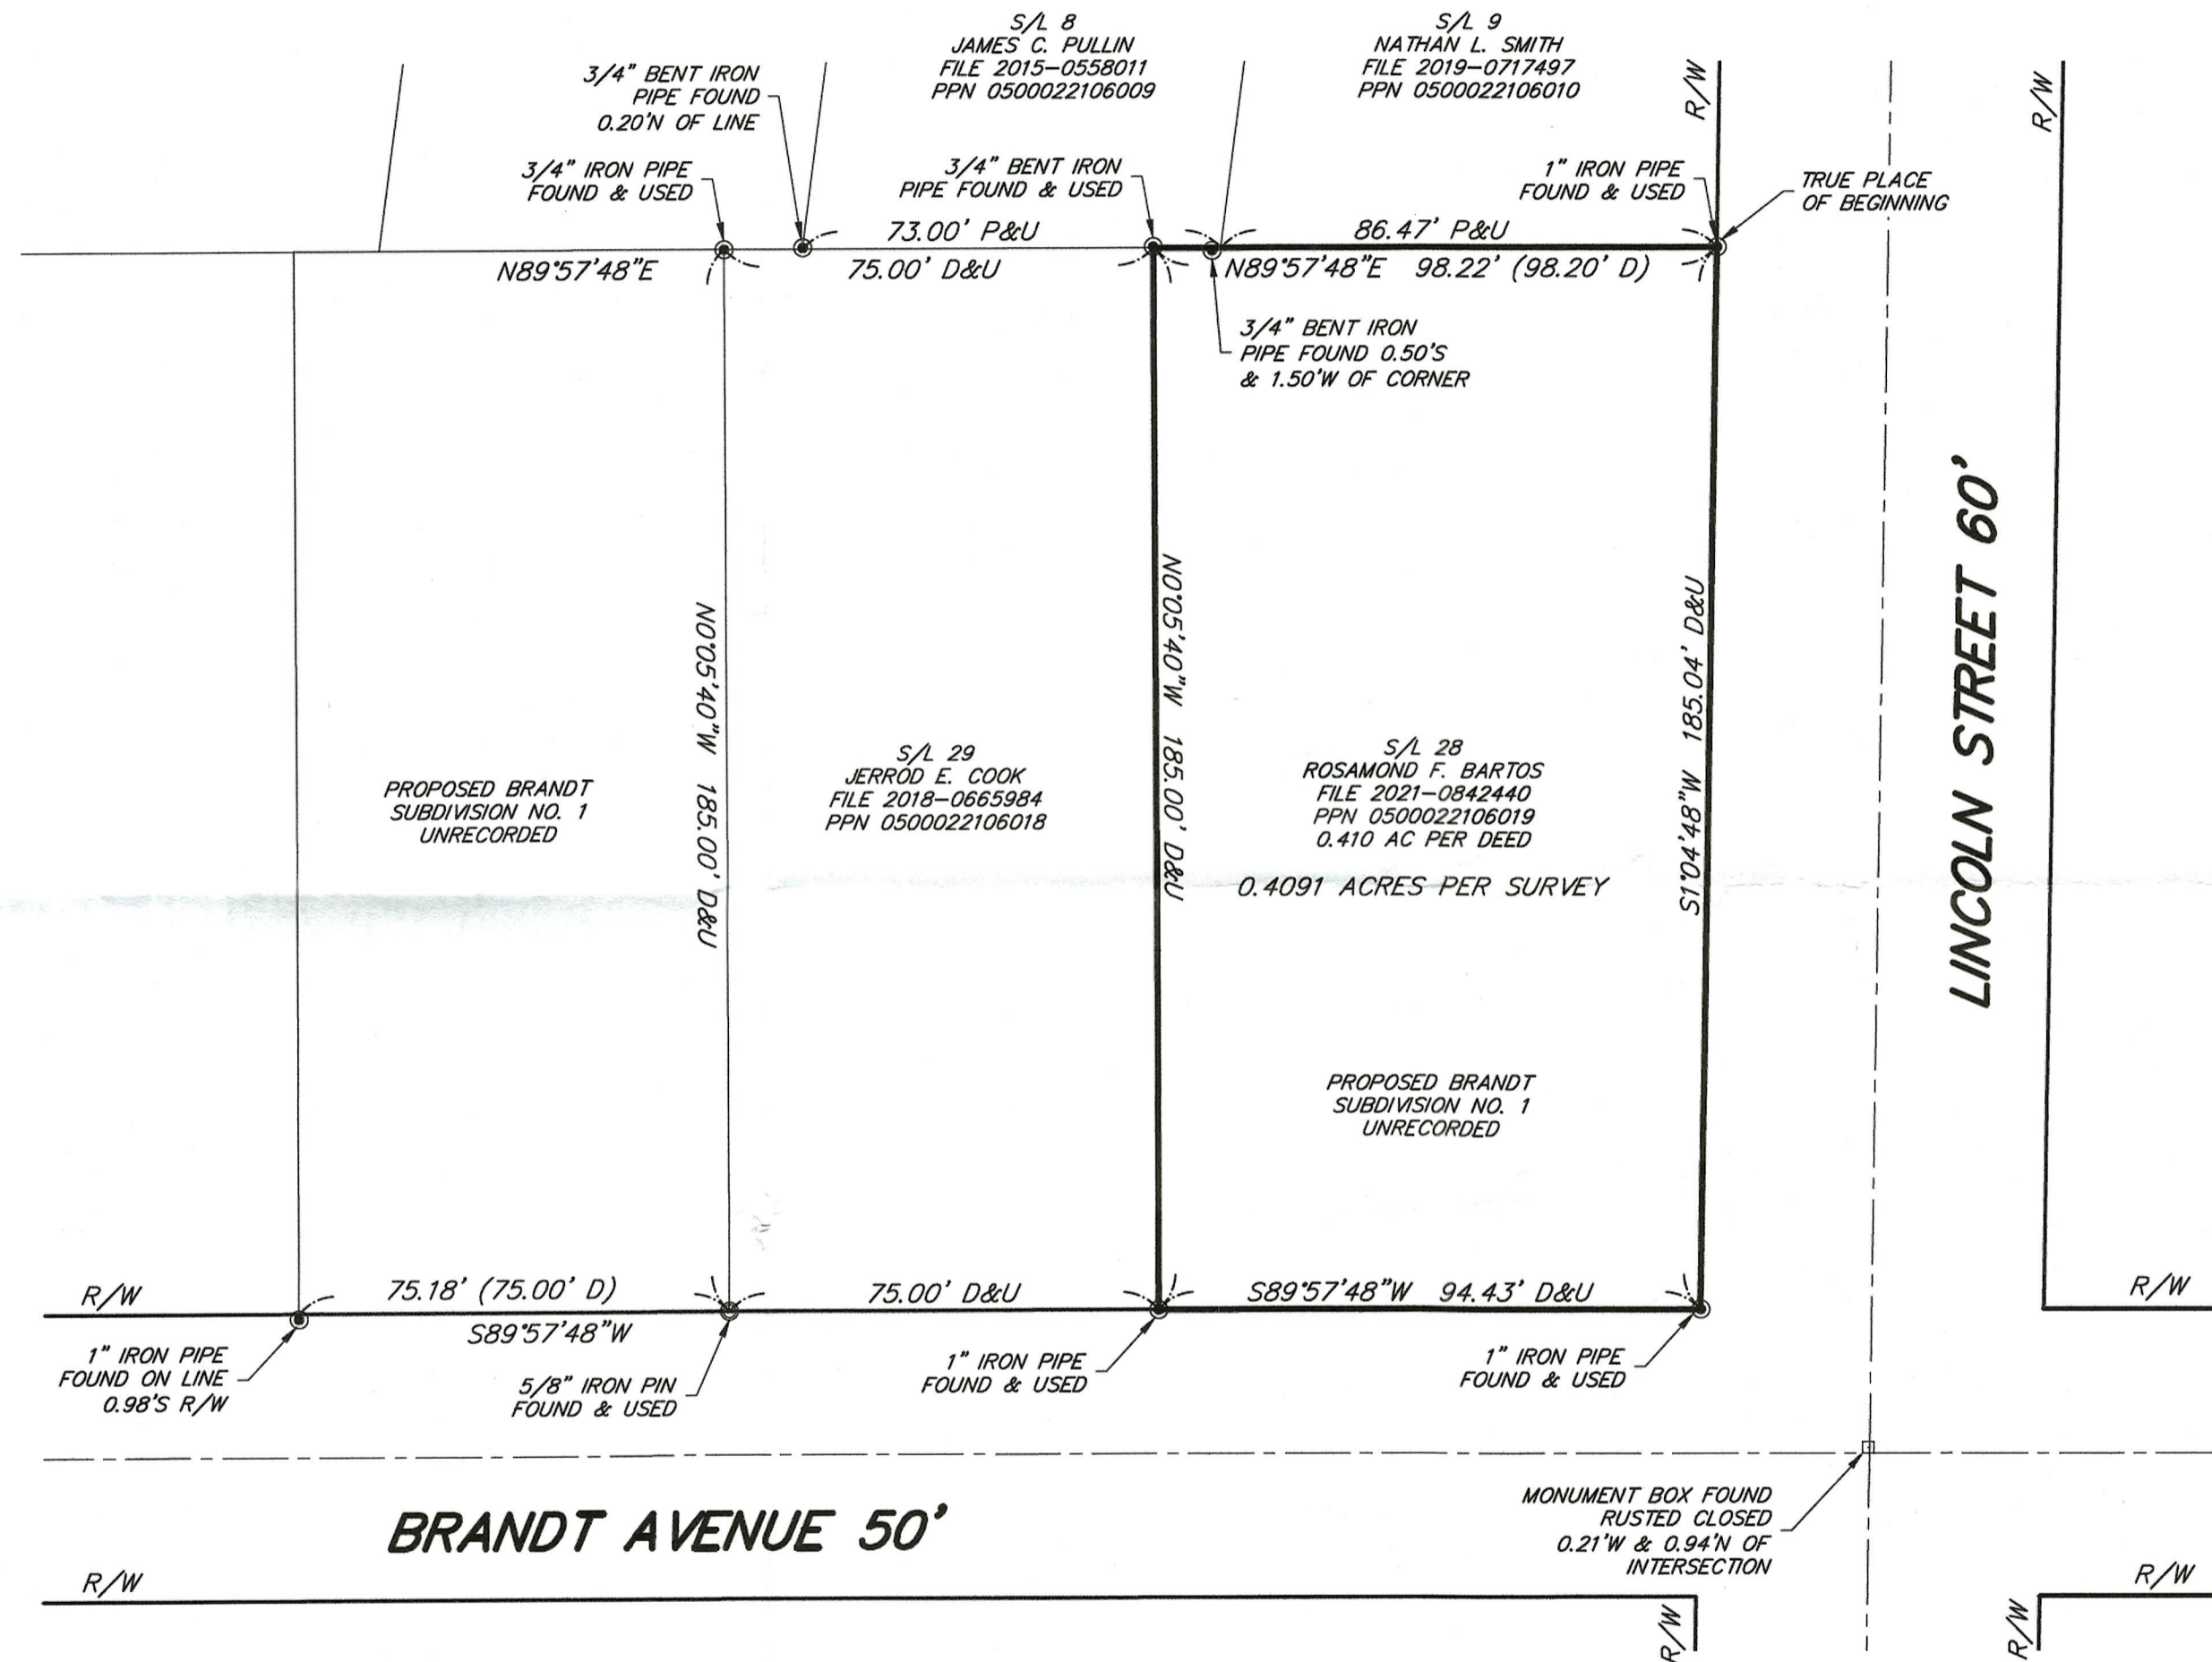 S/L 8
JAMES C. PULLIN
FILE 2015-0558011
PPN 0500022106009
S/L 9
NATHAN L. SMITH
FILE 2019-0717497
PPN 0500022106010
R/W
R/W
3/4" BENT IRON
PIPE FOUND
0.20'N OF LINE
3/4" IRON PIPE
FOUND & USED
3/4" BENT IRON
PIPE FOUND & USED
1" IRON PIPE
FOUND & USED
TRUE PLACE
OF BEGINNING
73.00' P&U
86.47' P&U
N89°57'48"E
75.00' D&U
N89°57'48"E 98.22' (98.20' D)
3/4" BENT IRON
PIPE FOUND 0.50'S
& 1.50'W OF CORNER
N0°05'40"W 185.00' D&U
N0°05'40"W 185.00' D&U
S1°04'48"W 185.04' D&U
LINCOLN STREET 60'
PROPOSED BRANDT
SUBDIVISION NO. 1
UNRECORDED
S/L 29
JERROD E. COOK
FILE 2018-0665984
PPN 0500022106018
S/L 28
ROSAMOND F. BARTOS
FILE 2021-0842440
PPN 0500022106019
0.410 AC PER DEED
0.4091 ACRES PER SURVEY
PROPOSED BRANDT
SUBDIVISION NO. 1
UNRECORDED
R/W
75.18' (75.00' D)
75.00' D&U
S89°57'48"W 94.43' D&U
R/W
S89°57'48"W
1" IRON PIPE
FOUND ON LINE
0.98'S R/W
5/8" IRON PIN
FOUND & USED
1" IRON PIPE
FOUND & USED
1" IRON PIPE
FOUND & USED
MONUMENT BOX FOUND
RUSTED CLOSED
0.21'W & 0.94'N OF
INTERSECTION
BRANDT AVENUE 50'
R/W
R/W
R/W
R/W